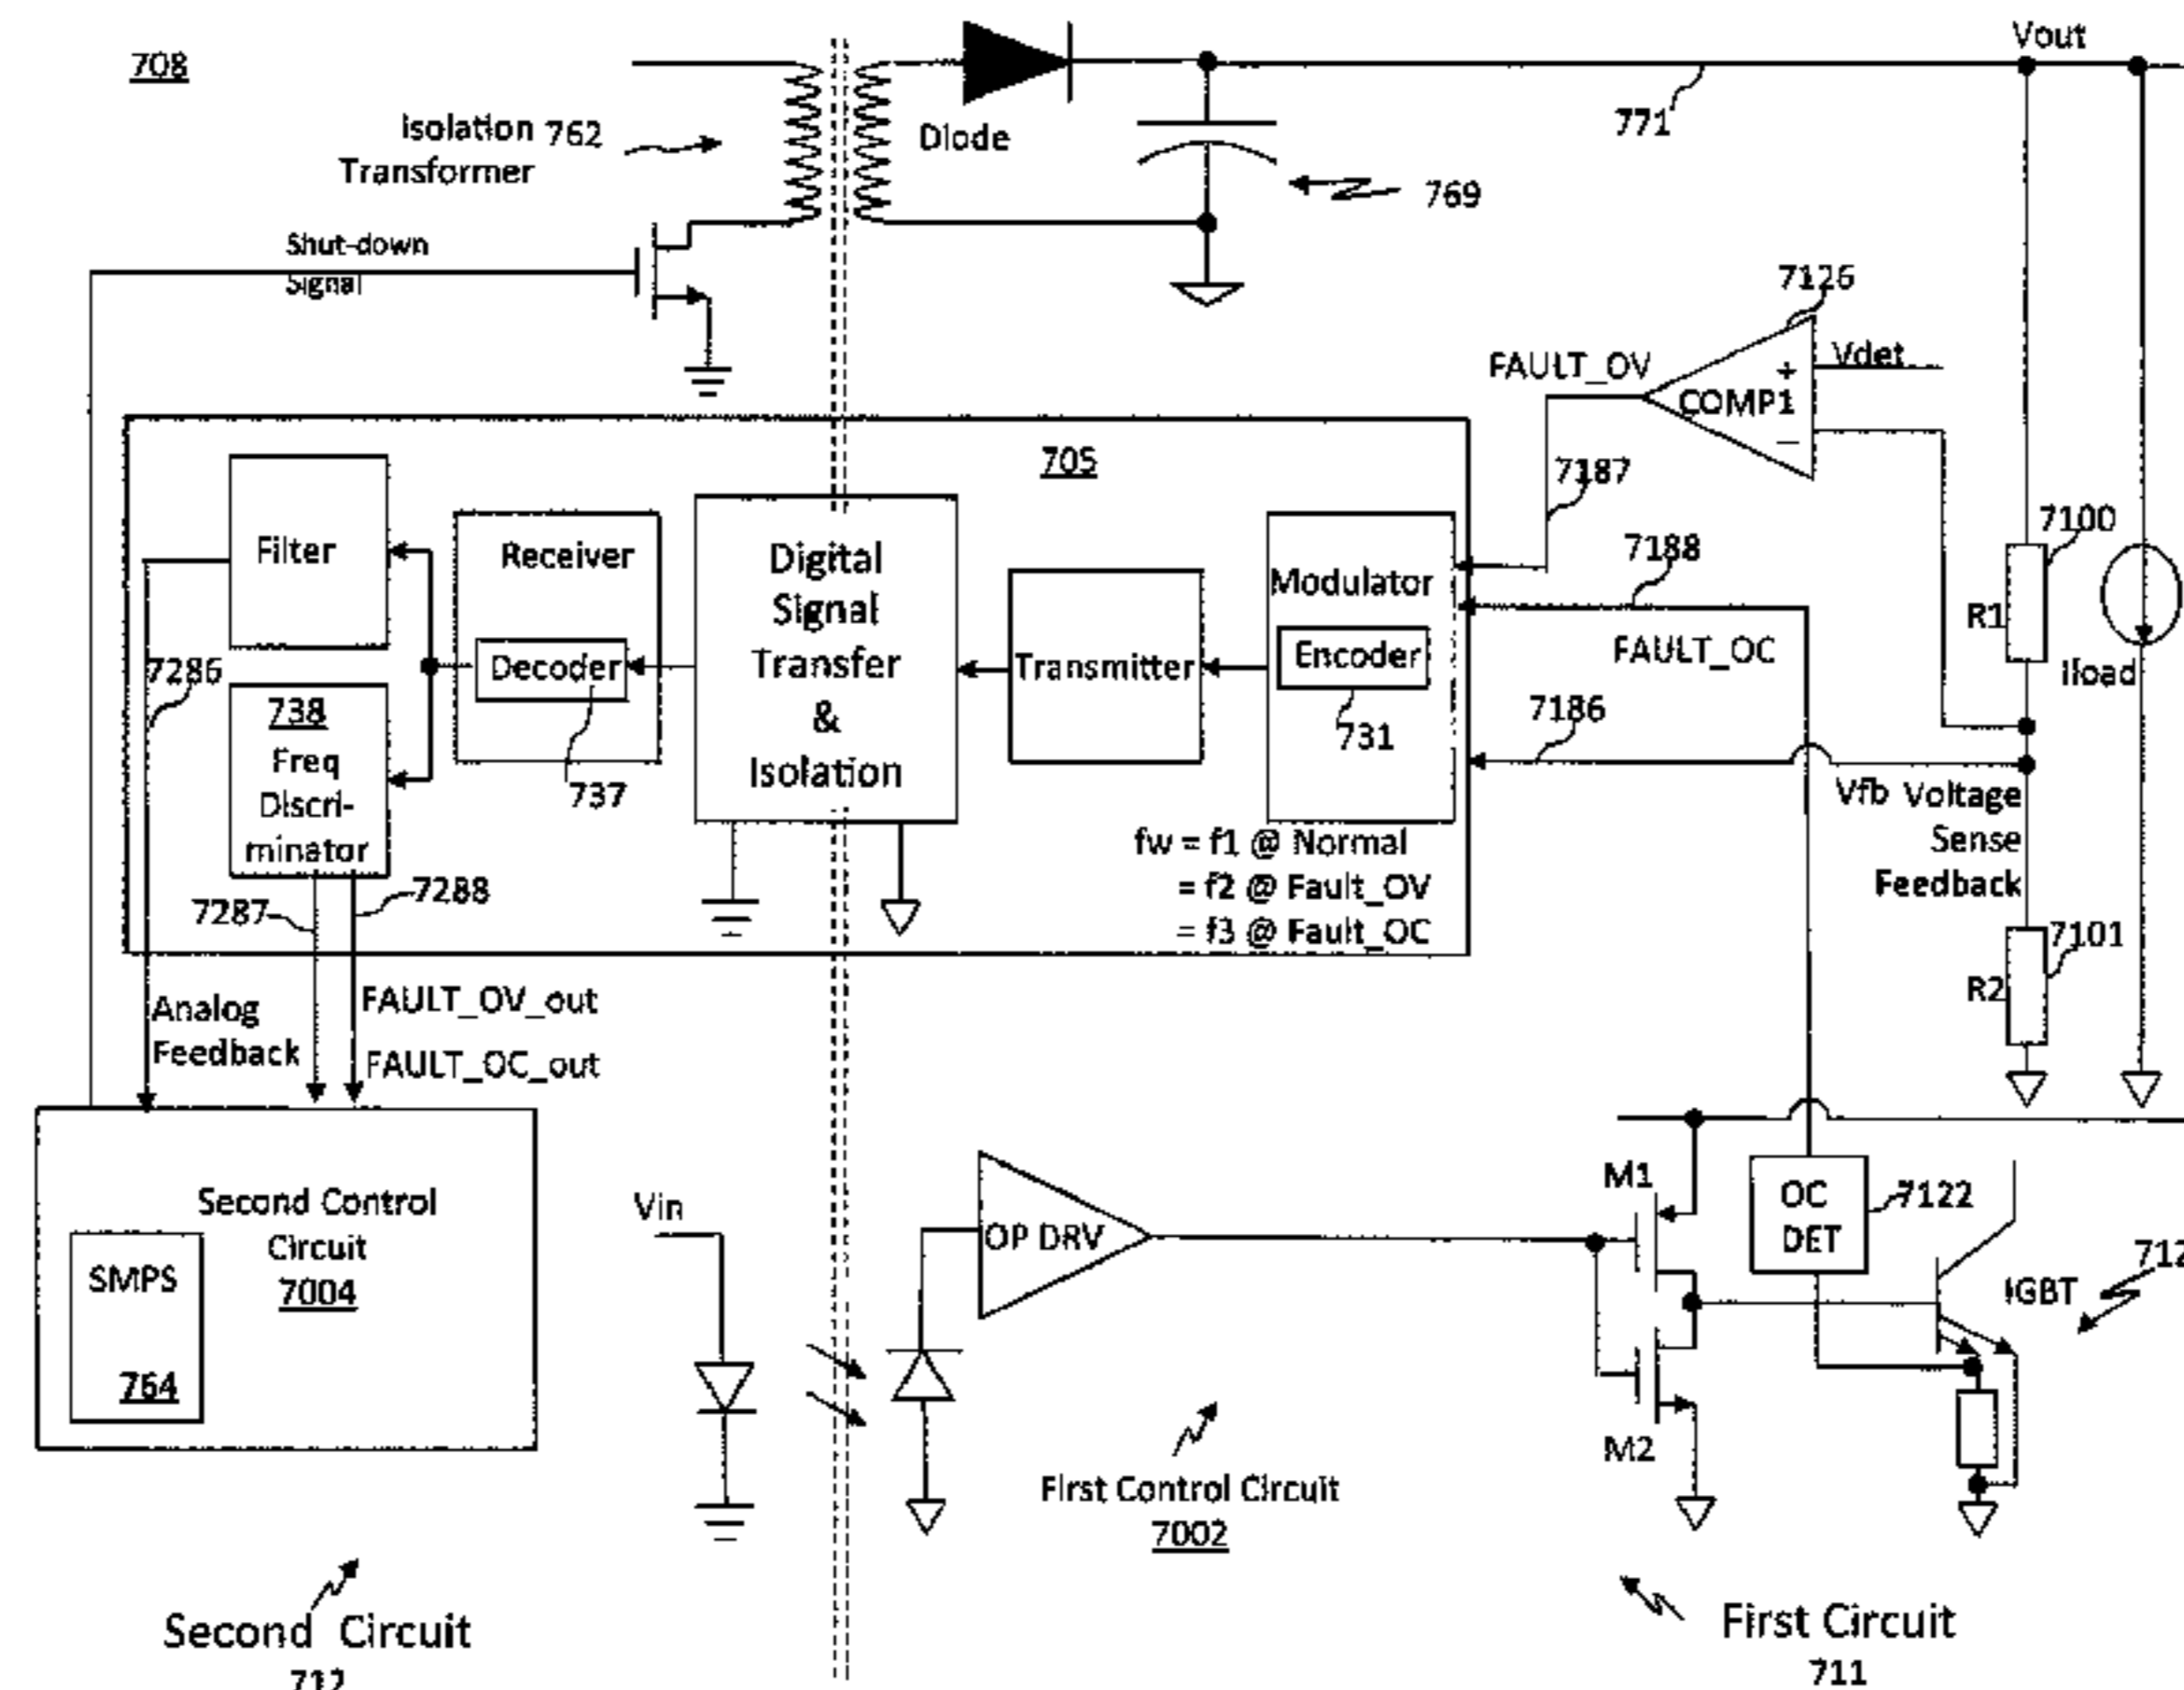 708
Vout
Isolation 762
Transformer
Diode
771
769
Shut-down
Signal
7126
FAULT_OV
Vdet
+
COMP1
−
705
7187
7100
7188
Filter
Receiver
Digital
Signal
Transfer
&
Isolation
Modulator
R1
FAULT_OC
Iload
Decoder
Transmitter
Encoder
7286
7186
731
738
Freq
Discri-
minator
737
Vfb Voltage
Sense
Feedback
fw = f1 @ Normal
= f2 @ Fault_OV
= f3 @ Fault_OC
7287
7288
7101
R2
Analog
Feedback
FAULT_OV_out
FAULT_OC_out
Second Control
Circuit
7004
SMPS
764
Vin
OP DRV
M1
OC
DET
7122
712
IGBT
M2
First Control Circuit
7002
Second Circuit
712
First Circuit
711